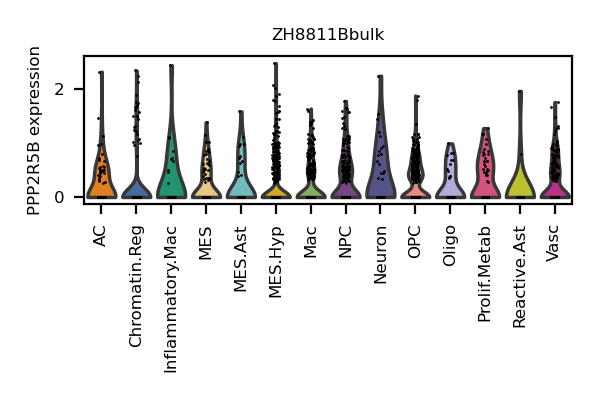 ZH8811Bbulk
PPP2R5B expression
2
0
AC
Chromatin.Reg
Inflammatory.Mac
MES
MES.Ast
MES.Hyp
Mac
NPC
Neuron
OPC
Oligo
Prolif.Metab
Reactive.Ast
Vasc